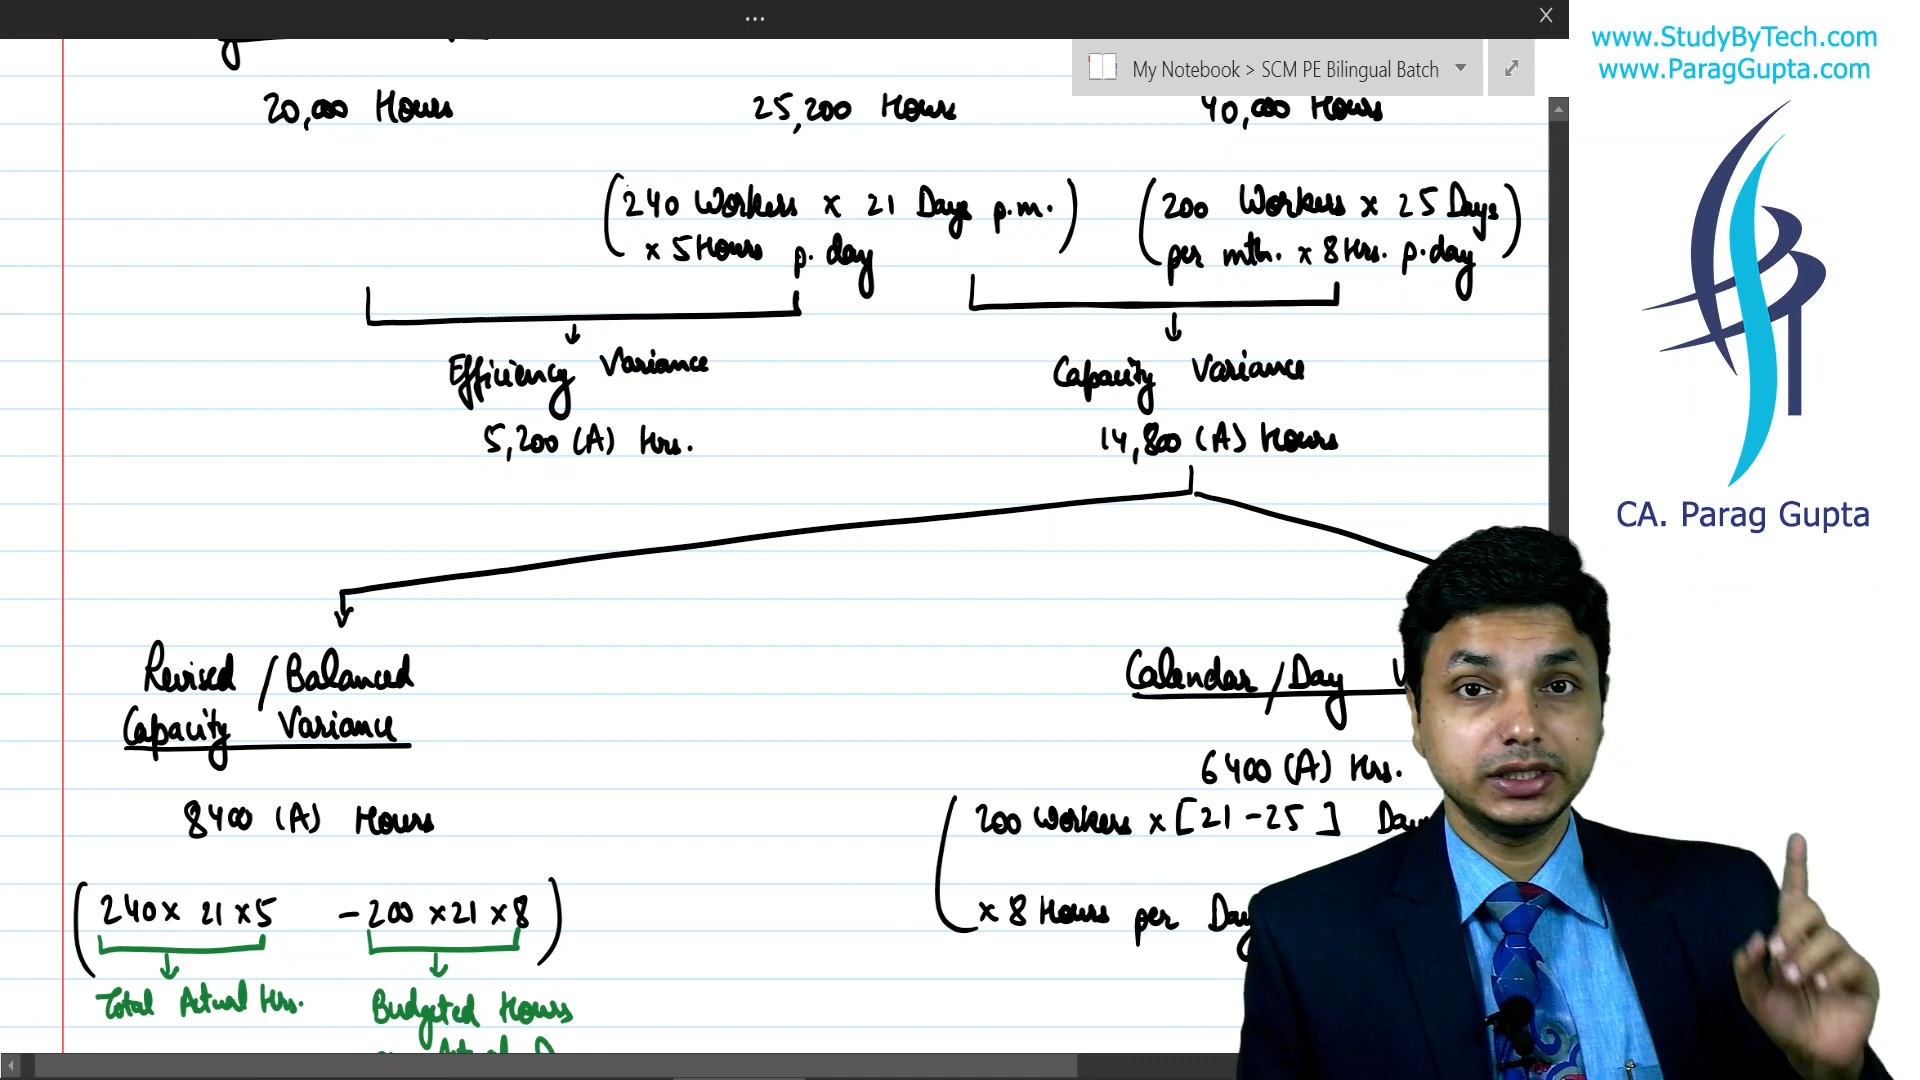 www.StudyByTech.com
www.ParagGupta.com
My Notebook > SCM PE Bilingual Batch
20,000 Hours 25,200 Hours 40,000 Hours
(240 Workers x 21 Days p.m. x 5 Hours p. day
(200 Workers x 25 Days per mth. x 8 Hrs. p.day)
Efficiency Variance Capacity Variance
5,200 (A) Hrs. 14,800 (A) Hours
CA. Parag Gupta
Revised / Balanced
Capacity Variance
Calendar / Day V
8400 (A) Hours
6400 (A) Hrs.
(200 Workers x [21 - 25] Days
x 8 Hours per Day
(240 x 21 x 5 - 200 x 21 x 8)
Total Actual Hrs. Budgeted Hours